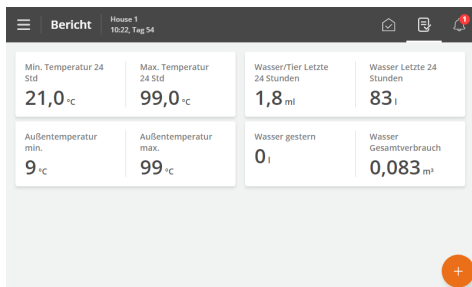 Bericht
House 1
10:22, Tag 54
1
Min. Temperatur 24
Std
21,0 °C
Max. Temperatur
24 Std
99,0 °C
Wasser/Tier Letzte
24 Stunden
1,8 ml
Wasser Letzte 24
Stunden
83 l
Außentemperatur
min.
9 °C
Außentemperatur
max.
99 °C
Wasser gestern
0 l
Wasser
Gesamtverbrauch
0,083 m³